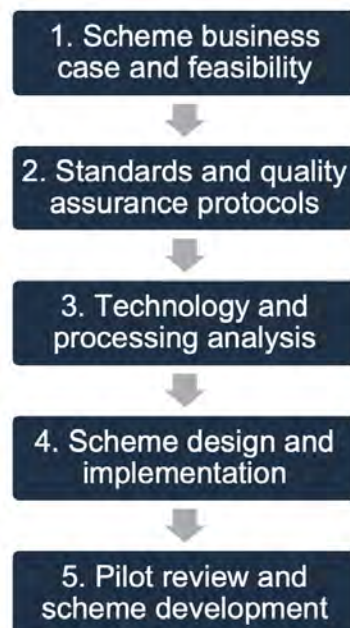 1. Scheme business
case and feasibility
2. Standards and quality
assurance protocols
3. Technology and
processing analysis
4. Scheme design and
implementation
5. Pilot review and
scheme development